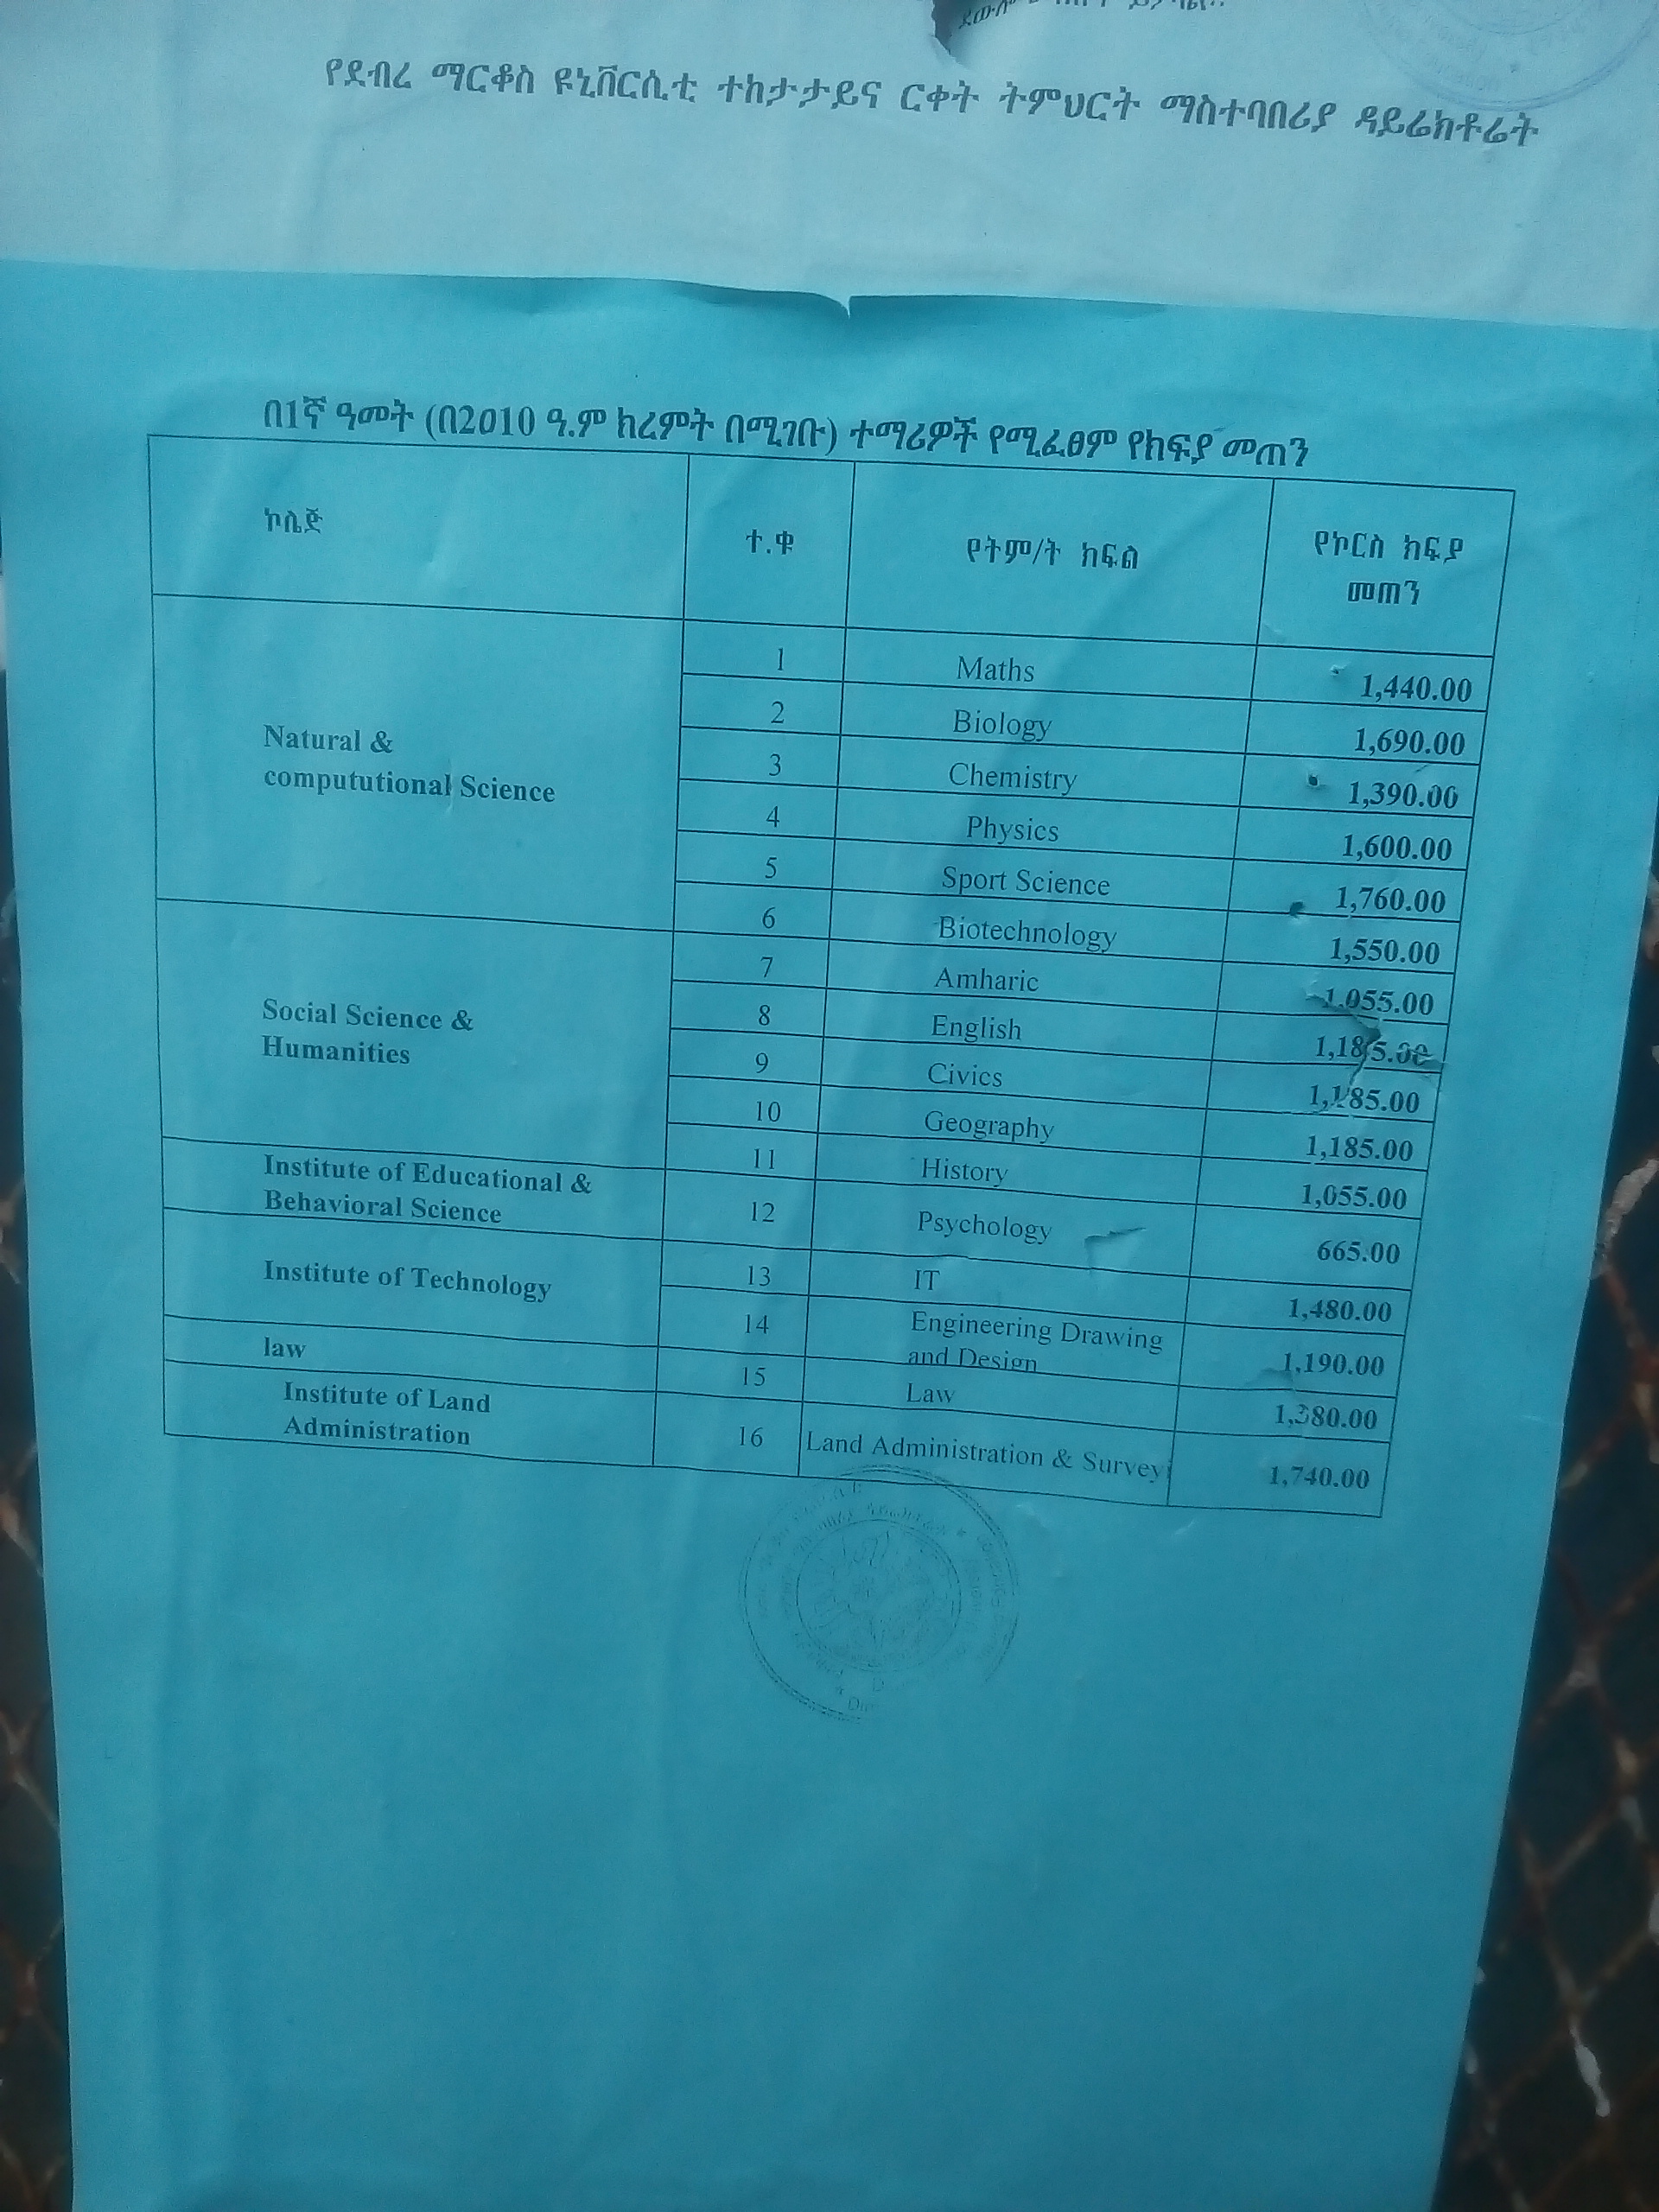 የደብረ ማርቆስ ዩኒቨርሲቲ ተከታታይና ርቀት ትምህርት ማስተባበሪያ ዳይሬክቶሬት
በ1ኛ ዓመት (በ2010 ዓ.ም ክረምት በሚገቡ) ተማሪዎች የሚፈፀም የክፍያ መጠን
ኮሌጅ ተ.ቁ የትም/ት ክፍል የኮርስ ክፍያ
መጠን
1 Maths 1,440.00
2 Biology 1,690.00
Natural &
compututional Science
3 Chemistry 1,390.00
4 Physics 1,600.00
5 Sport Science 1,760.00
6 Biotechnology 1,550.00
7 Amharic 1,055.00
Social Science &
Humanities
8 English 1,185.00
9 Civics 1,185.00
10 Geography 1,185.00
11 History 1,055.00
Institute of Educational &
Behavioral Science
12 Psychology 665.00
Institute of Technology
13 IT 1,480.00
14 Engineering Drawing
and Design 1,190.00
law 15 Law 1,380.00
Institute of Land
Administration
16 Land Administration & Survey 1,740.00